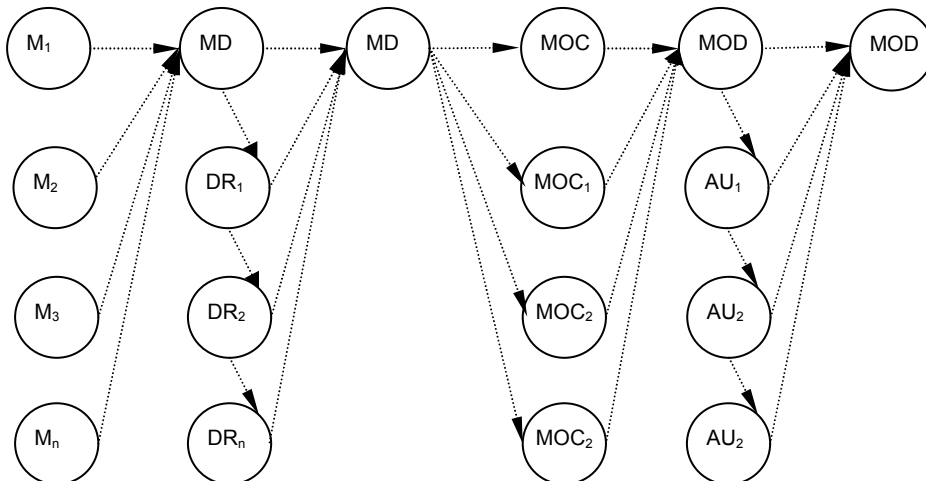 M₁ MD MD MOC MOD MOD
M₂ DR₁ MOC₁ AU₁
M₃ DR₂ MOC₂ AU₂
Mₙ DRₙ MOC₂ AU₂